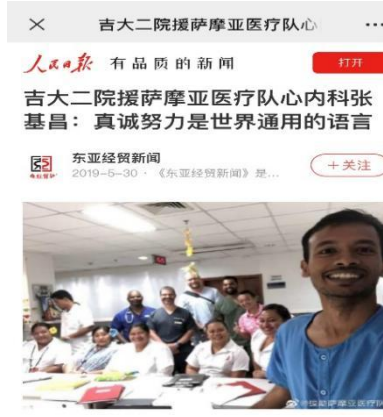 吉大二院援萨摩亚医疗队心
人民日报 有品质的新闻
打开
吉大二院援萨摩亚医疗队心内科张
基昌：真诚努力是世界通用的语言
东亚经贸新闻
2019-5-30 · 《东亚经贸新闻》是...
+关注